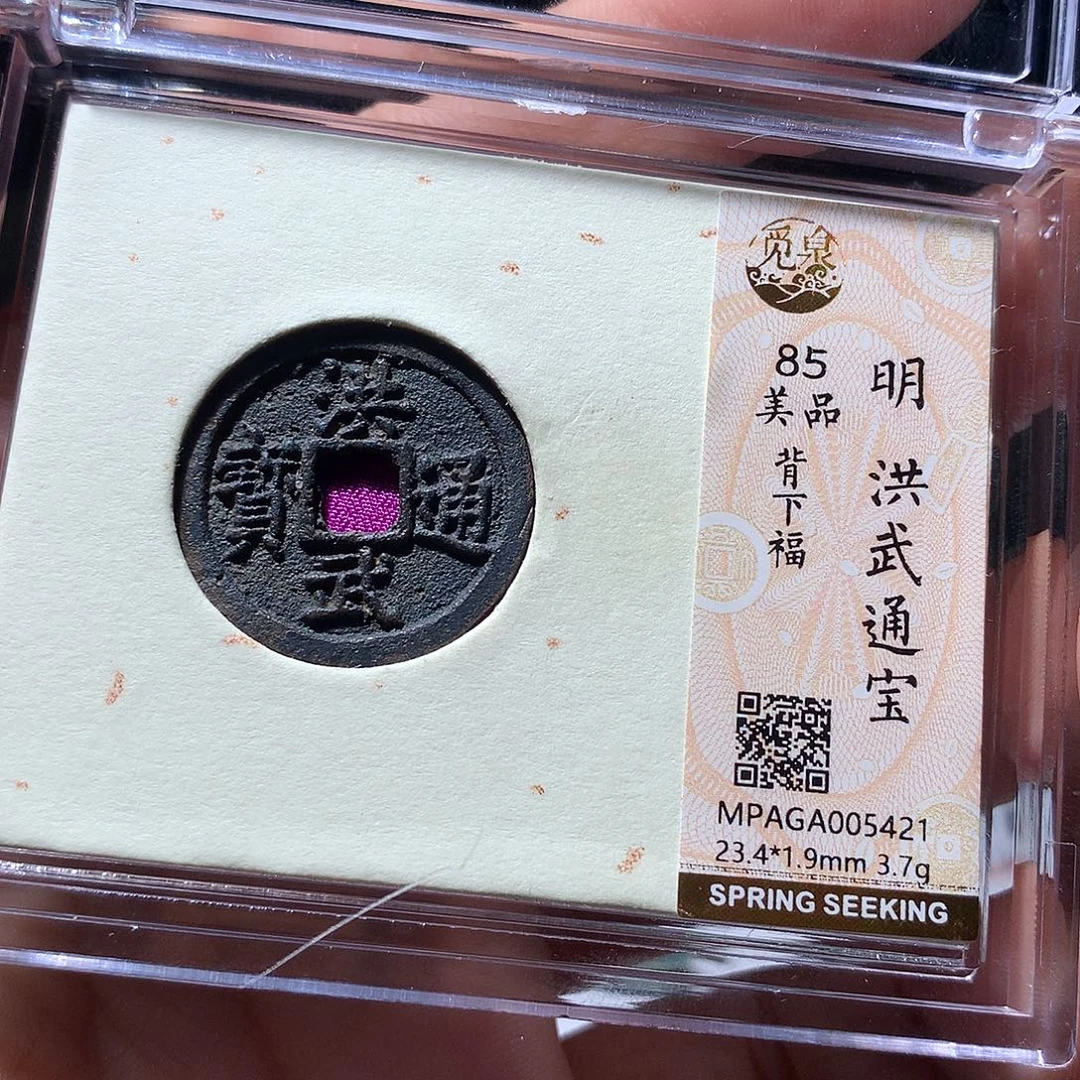 洪武通寶
觅泉
明 洪武通宝
85
美品
背下福
MPAGA005421
23.4*1.9mm 3.7g
SPRING SEEKING